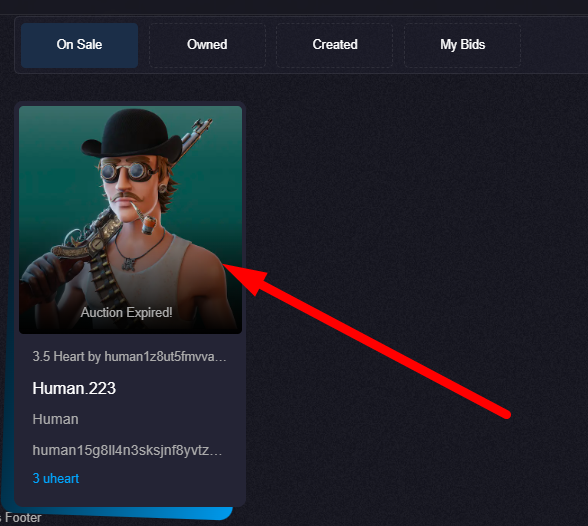 On Sale
Owned
Created
My Bids
Auction Expired!
3.5 Heart by human1z8ut5fmvva...
Human.223
Human
human15g8ll4n3sksjnf8yvtz...
3 uheart
s Footer